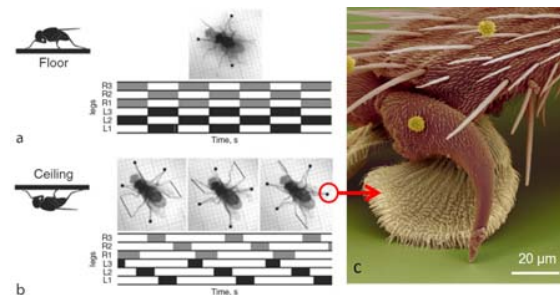 Floor
a
legs
R3
R2
R1
L3
L2
L1
Time, s
Ceiling
b
legs
R3
R2
R1
L3
L2
L1
Time, s
c
20 µm